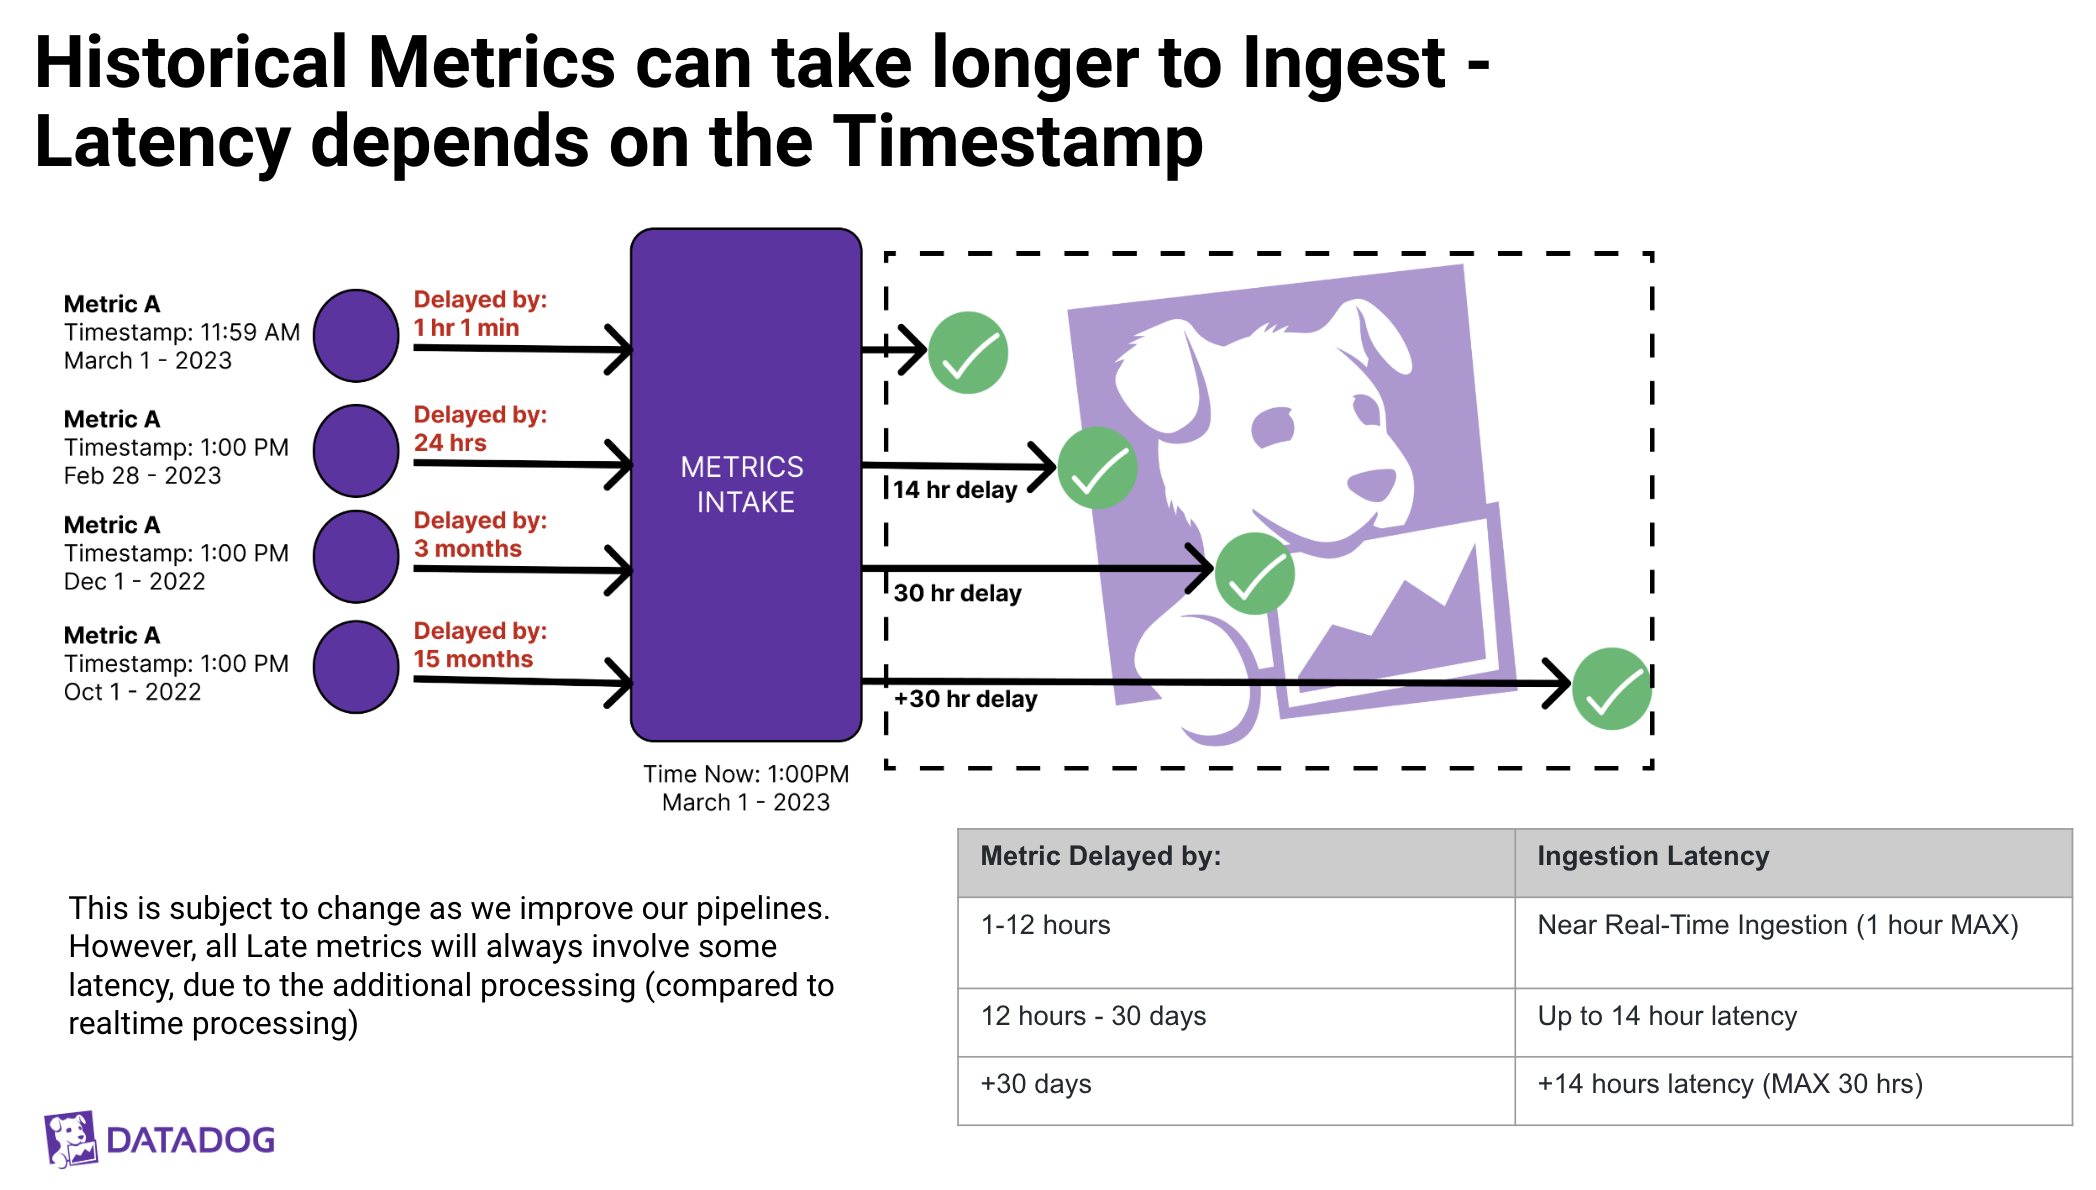 Historical Metrics can take longer to Ingest -
Latency depends on the Timestamp
Metric A
Timestamp: 11:59 AM
March 1 - 2023
Delayed by:
1 hr 1 min
Metric A
Timestamp: 1:00 PM
Feb 28 - 2023
Delayed by:
24 hrs
14 hr delay
Metric A
Timestamp: 1:00 PM
Dec 1 - 2022
Delayed by:
3 months
30 hr delay
Metric A
Timestamp: 1:00 PM
Oct 1 - 2022
Delayed by:
15 months
+30 hr delay
METRICS
INTAKE
Time Now: 1:00PM
March 1 - 2023
This is subject to change as we improve our pipelines.
However, all Late metrics will always involve some
latency, due to the additional processing (compared to
realtime processing)
Metric Delayed by:
Ingestion Latency
1-12 hours
Near Real-Time Ingestion (1 hour MAX)
12 hours - 30 days
Up to 14 hour latency
+30 days
+14 hours latency (MAX 30 hrs)
DATADOG